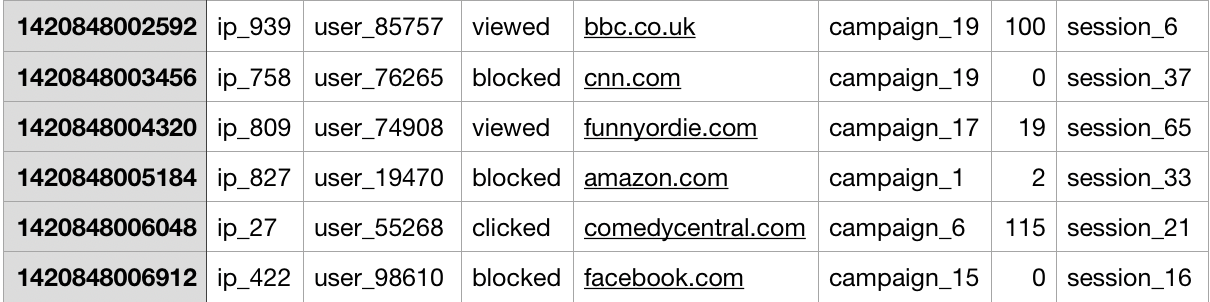 1420848002592 ip_939 user_85757 viewed bbc.co.uk campaign_19 100 session_6
1420848003456 ip_758 user_76265 blocked cnn.com campaign_19 0 session_37
1420848004320 ip_809 user_74908 viewed funnyordie.com campaign_17 19 session_65
1420848005184 ip_827 user_19470 blocked amazon.com campaign_1 2 session_33
1420848006048 ip_27 user_55268 clicked comedycentral.com campaign_6 115 session_21
1420848006912 ip_422 user_98610 blocked facebook.com campaign_15 0 session_16